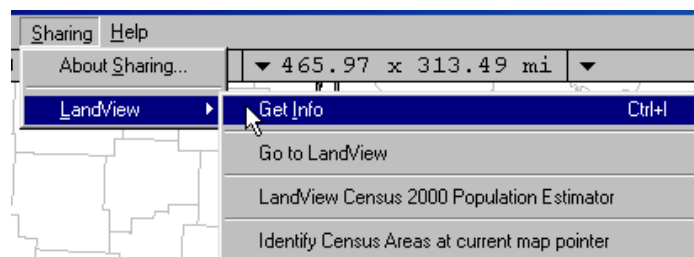 Sharing Help
About Sharing...
465.97 x 313.49 mi
LandView
Get Info Ctrl+I
Go to LandView
LandView Census 2000 Population Estimator
Identify Census Areas at current map pointer